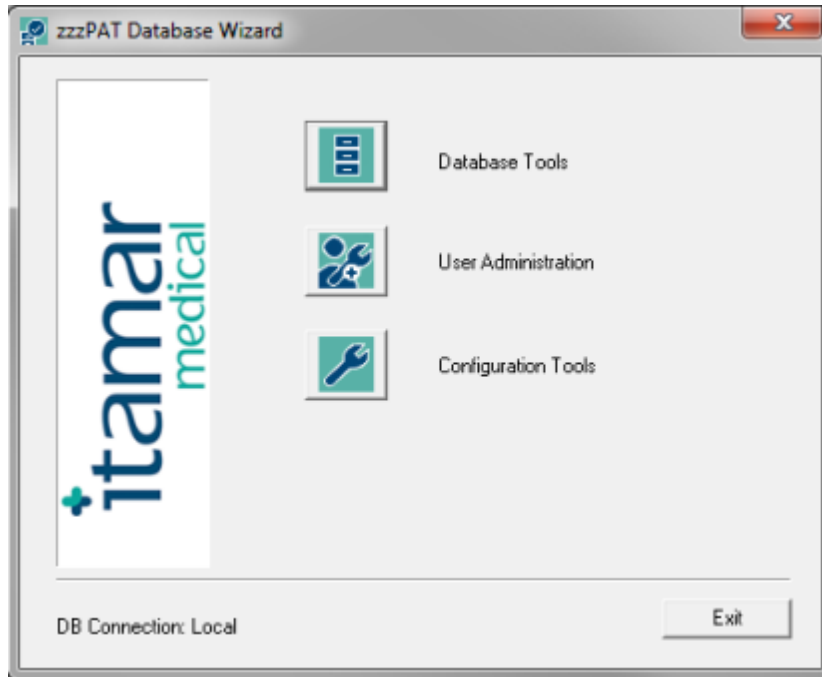 zzzPAT Database Wizard
itamar
medical
Database Tools
User Administration
Configuration Tools
DB Connection: Local
Exit